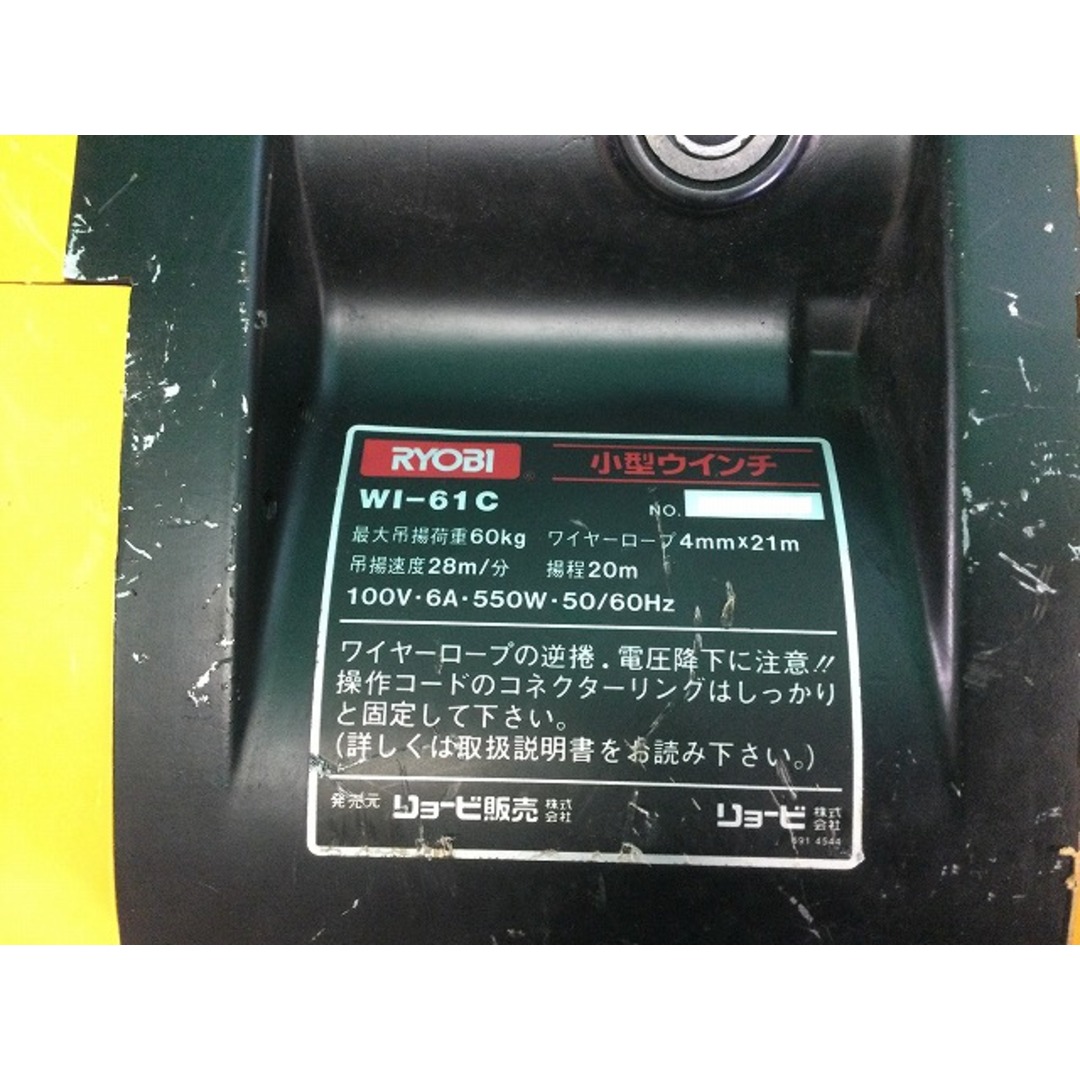 RYOBI ® 小型ウインチ
WI-61C NO.
最大吊揚荷重60kg ワイヤーロープ4mm×21m
吊揚速度28m/分 揚程20m
100V・6A・550W・50/60Hz
ワイヤーロープの逆捲.電圧降下に注意!!
操作コードのコネクターリングはしっかり
と固定して下さい。
(詳しくは取扱説明書をお読み下さい。)
発売元 リョービ販売株式会社 リョービ株式会社
691 4544